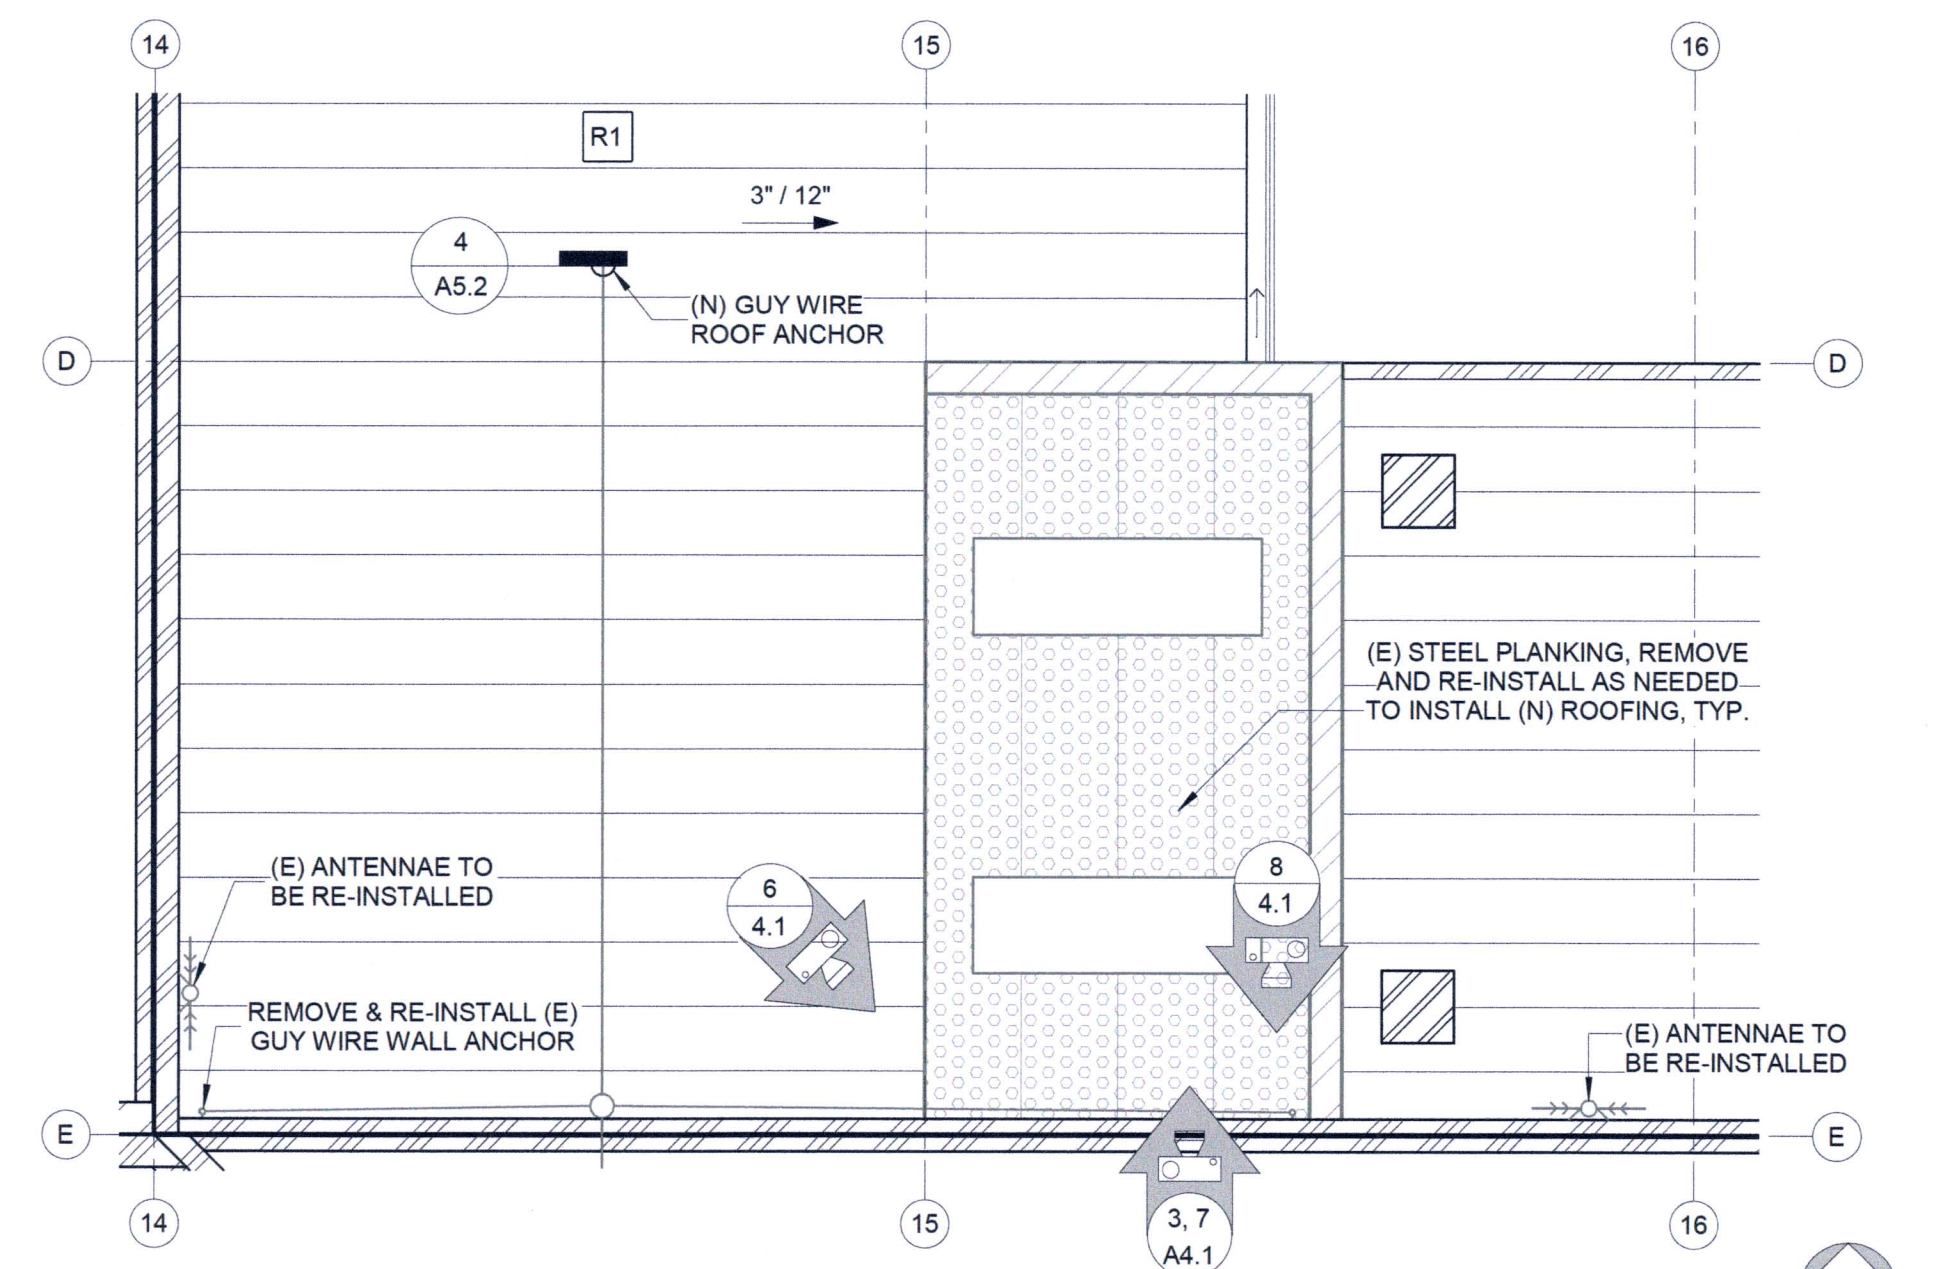 14
15
16
R1
3" / 12"
4
A5.2
(N) GUY WIRE
ROOF ANCHOR
D
D
(E) STEEL PLANKING, REMOVE
AND RE-INSTALL AS NEEDED
TO INSTALL (N) ROOFING, TYP.
(E) ANTENNAE TO
BE RE-INSTALLED
6
4.1
8
4.1
REMOVE & RE-INSTALL (E)
GUY WIRE WALL ANCHOR
(E) ANTENNAE TO
BE RE-INSTALLED
E
E
14
15
3, 7
A4.1
16